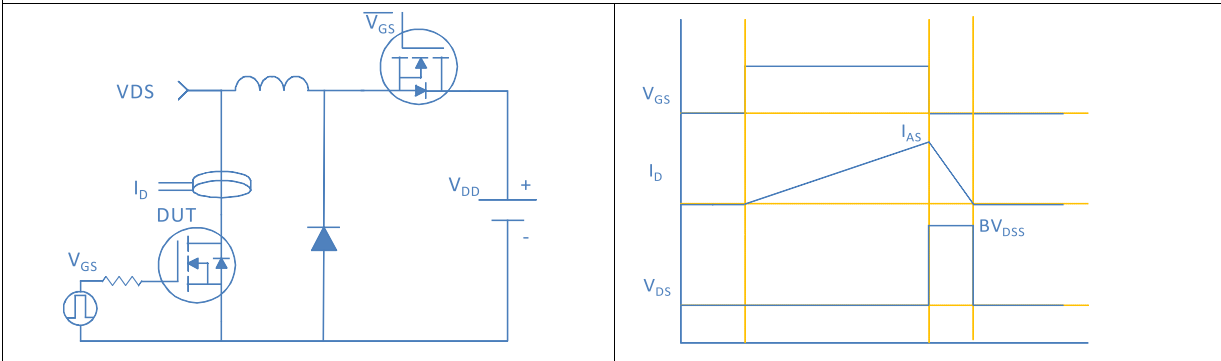 V̅GS
VDS
ID
VDD
+
-
DUT
VGS
VGS
IAS
ID
BVDSS
VDS